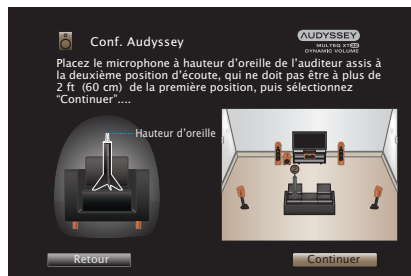 Conf. Audyssey
AUDYSSEY
MULTEQ XT32
DYNAMIC VOLUME
Placez le microphone à hauteur d'oreille de l'auditeur assis à
la deuxième position d'écoute, qui ne doit pas être à plus de
2 ft  (60 cm)  de la première position, puis sélectionnez
"Continuer"....
Hauteur d'oreille
Retour
Continuer